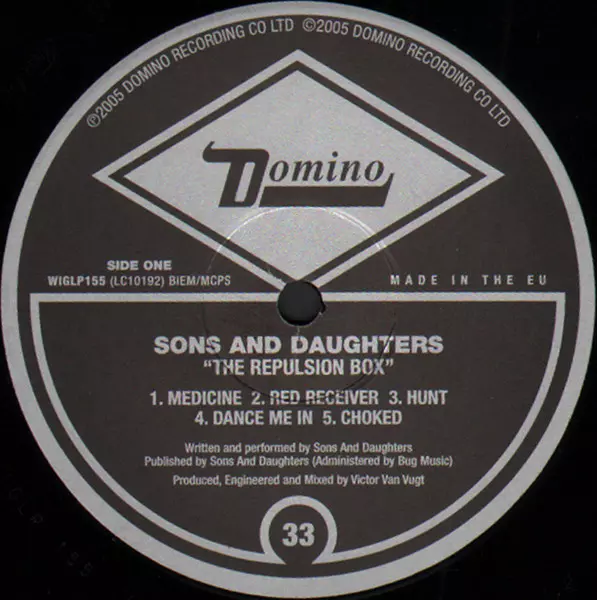 ℗2005 DOMINO RECORDING CO LTD ©2005 DOMINO RECORDING CO LTD
Domino
SIDE ONE
WIGLP155 (LC10192) BIEM/MCPS
MADE IN THE EU
SONS AND DAUGHTERS
"THE REPULSION BOX"
1. MEDICINE 2. RED RECEIVER 3. HUNT
4. DANCE ME IN 5. CHOKED
Written and performed by Sons And Daughters
Published by Sons And Daughters (Administered by Bug Music)
Produced, Engineered and Mixed by Victor Van Vugt
33